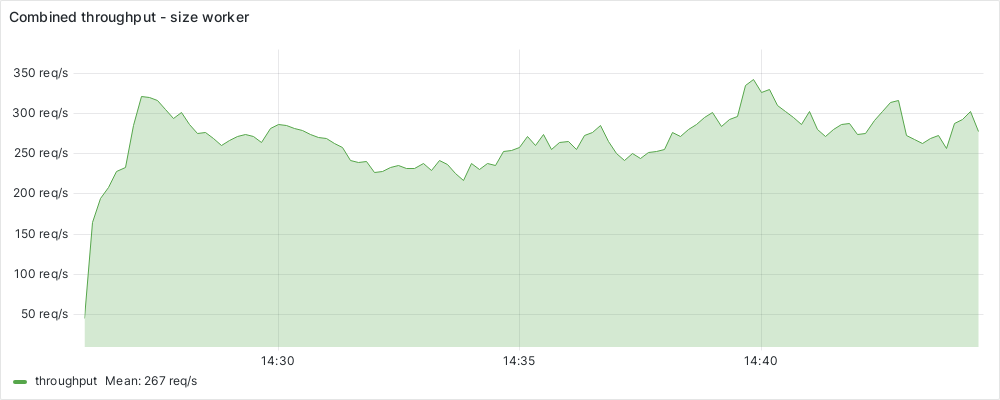 Combined throughput - size worker
350 req/s
300 req/s
250 req/s
200 req/s
150 req/s
100 req/s
50 req/s
14:30 14:35 14:40
throughput Mean: 267 req/s